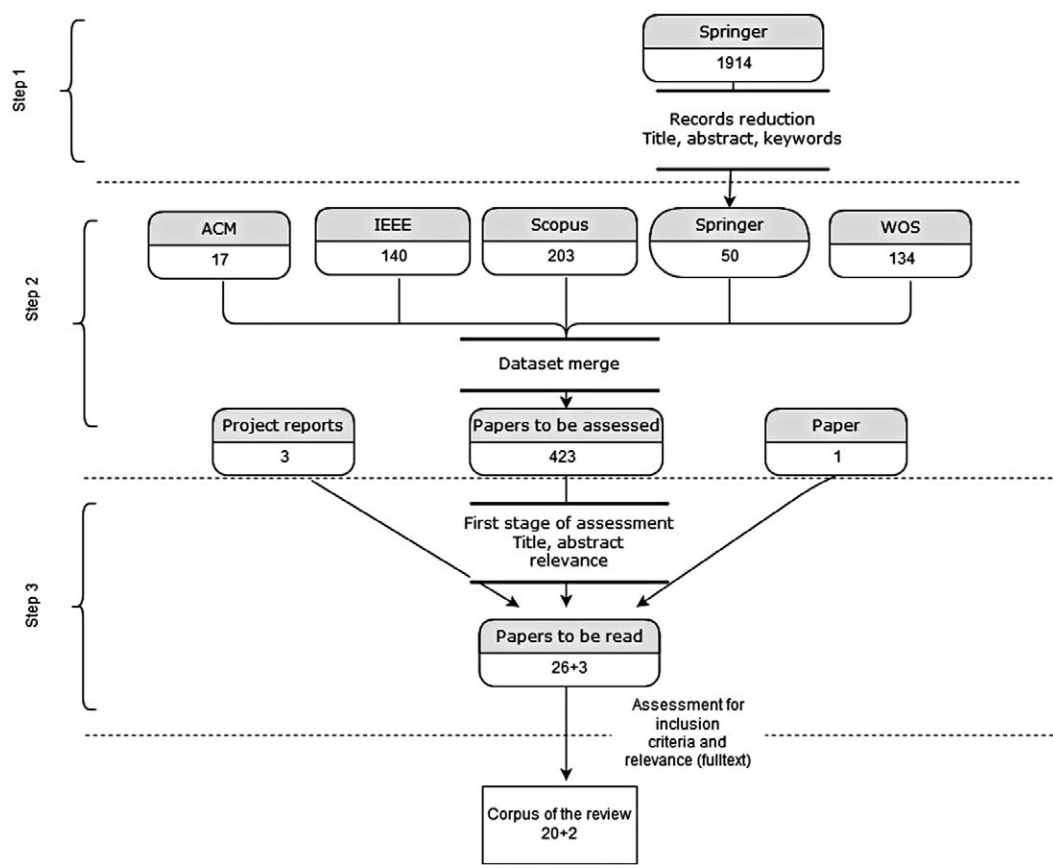 Step 1
Springer
1914
Records reduction
Title, abstract, keywords
Step 2
ACM
17
IEEE
140
Scopus
203
Springer
50
WOS
134
Dataset merge
Project reports
3
Papers to be assessed
423
Paper
1
Step 3
First stage of assessment
Title, abstract
relevance
Papers to be read
26+3
Assessment for
inclusion
criteria and
relevance (fulltext)
Corpus of the review
20+2